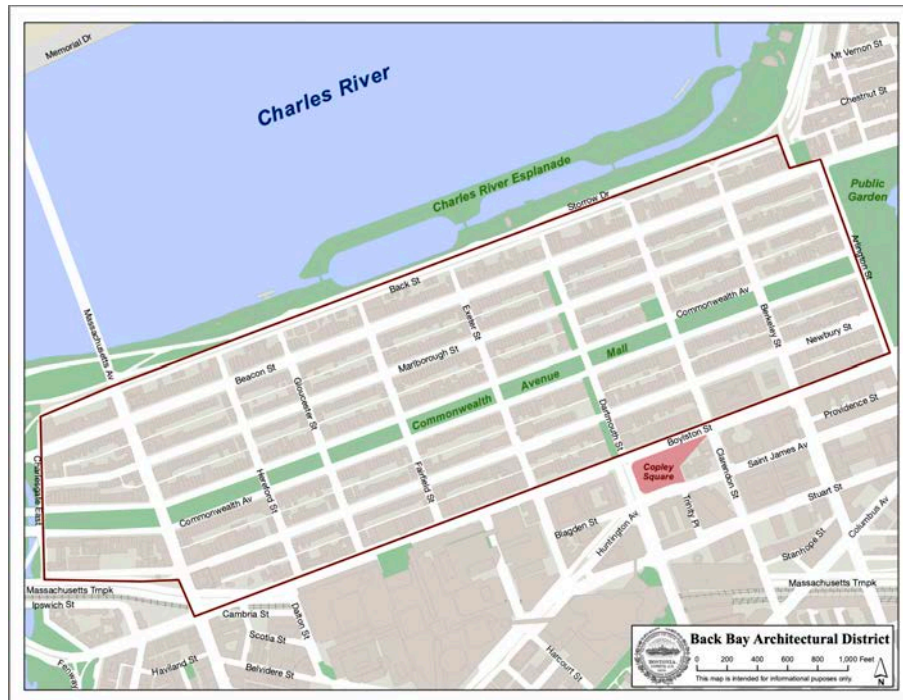 Memorial Dr
Mt Vernon St
Charles River
Chestnut St
Charles River Esplanade
Public
Garden
Storrow Dr
Arlington St
Back St
Massachusetts Av
Exeter St
Commonwealth Av
Berkeley St
Newbury St
Marlborough St
Beacon St
Gloucester St
Commonwealth Avenue Mall
Dartmouth St
Providence St
Boylston St
Charlesgate East
Copley
Square
Clarendon St
Saint James Av
Fairfield St
Hereford St
Commonwealth Av
Trinity Pl
Stuart St
Blagden St
Huntington Av
Columbus Av
Stanhope St
Massachusetts Trnpk
Massachusetts Trnpk
Ipswich St
Cambria St
Dalton St
Scotia St
Haviland St
Belvidere St
Fenway
Harcourt St
Back Bay Architectural District
0 200 400 600 800 1,000 Feet
This map is intended for informational purposes only.
N